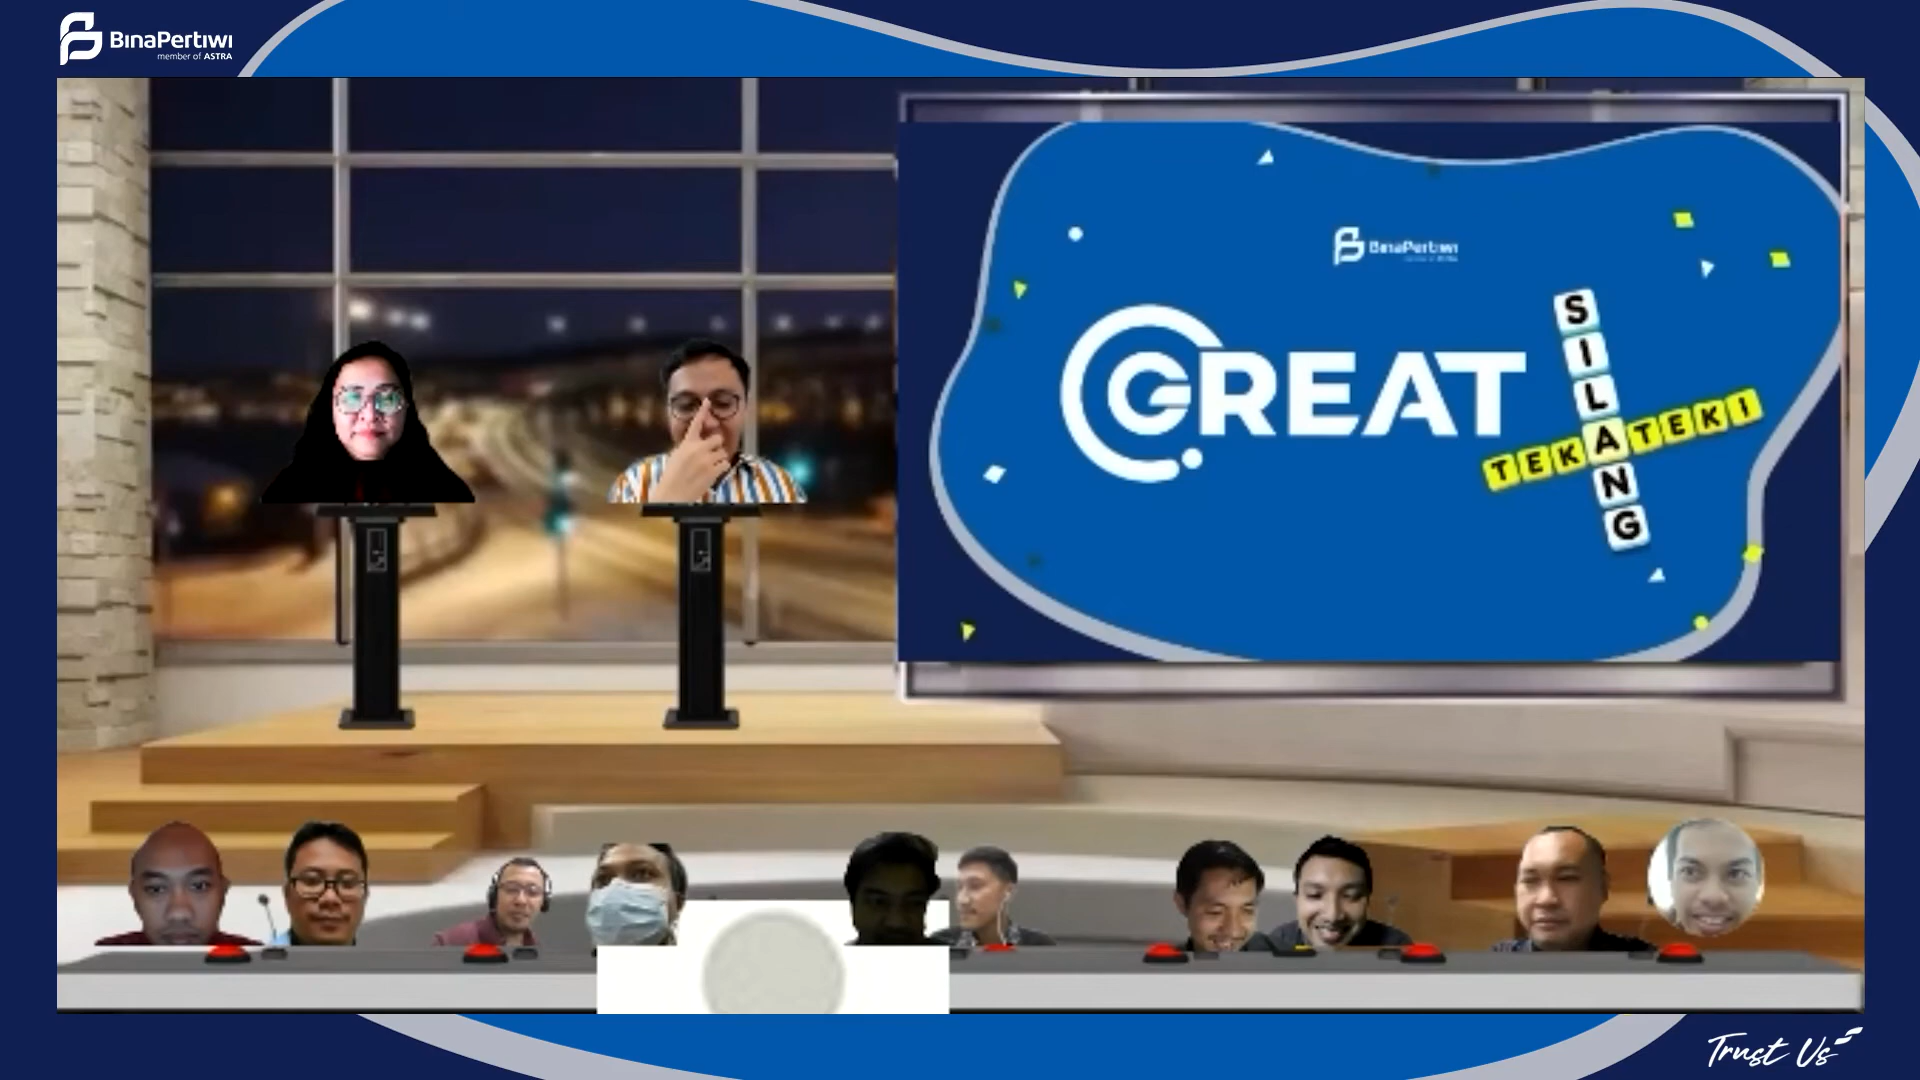 BinaPertiwi
member of ASTRA
BinaPertiwi
GREAT
SILANG
TEKATEKI
Trust Us